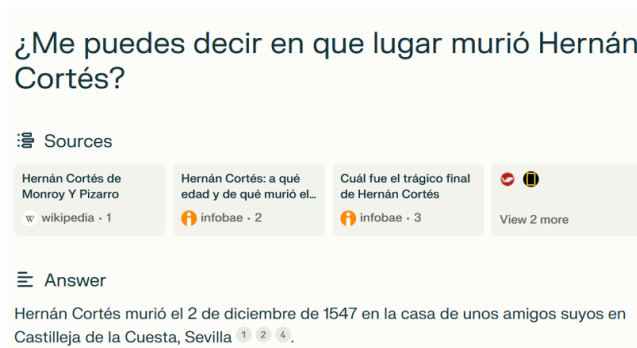 ¿Me puedes decir en que lugar murió Hernán
Cortés?
Sources
Hernán Cortés de
Monroy Y Pizarro
wikipedia · 1
Hernán Cortés: a qué
edad y de qué murió el...
infobae · 2
Cuál fue el trágico final
de Hernán Cortés
infobae · 3
View 2 more
Answer
Hernán Cortés murió el 2 de diciembre de 1547 en la casa de unos amigos suyos en
Castilleja de la Cuesta, Sevilla 1 2 4.